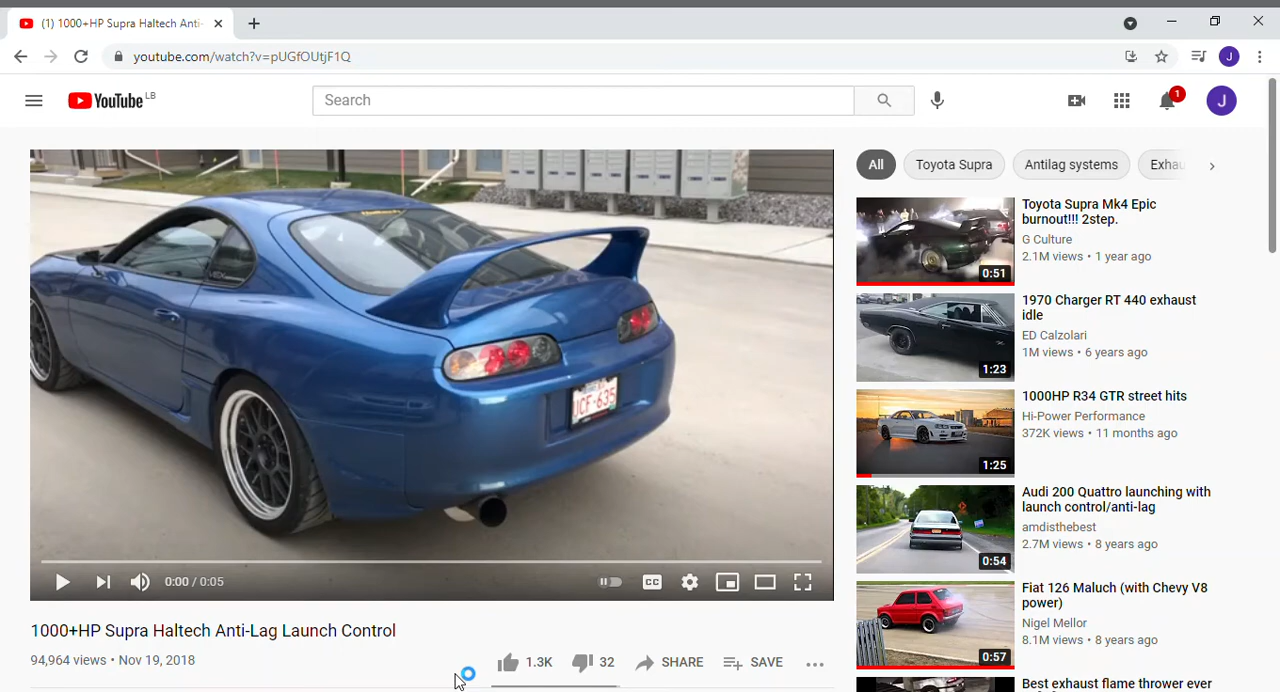 (1) 1000+HP Supra Haltech Anti-
youtube.com/watch?v=pUGfOUtjF1Q
J
YouTube LB
Search
1
J
UCF-635
0:00 / 0:05
CC
1000+HP Supra Haltech Anti-Lag Launch Control
94,964 views • Nov 19, 2018
1.3K
32
SHARE
SAVE
All
Toyota Supra
Antilag systems
Exhau
Toyota Supra Mk4 Epic
burnout!!! 2step.
G Culture
2.1M views • 1 year ago
0:51
1970 Charger RT 440 exhaust
idle
ED Calzolari
1M views • 6 years ago
1:23
1000HP R34 GTR street hits
Hi-Power Performance
372K views • 11 months ago
1:25
Audi 200 Quattro launching with
launch control/anti-lag
amdisthebest
2.7M views • 8 years ago
0:54
Fiat 126 Maluch (with Chevy V8
power)
Nigel Mellor
8.1M views • 8 years ago
0:57
Best exhaust flame thrower ever